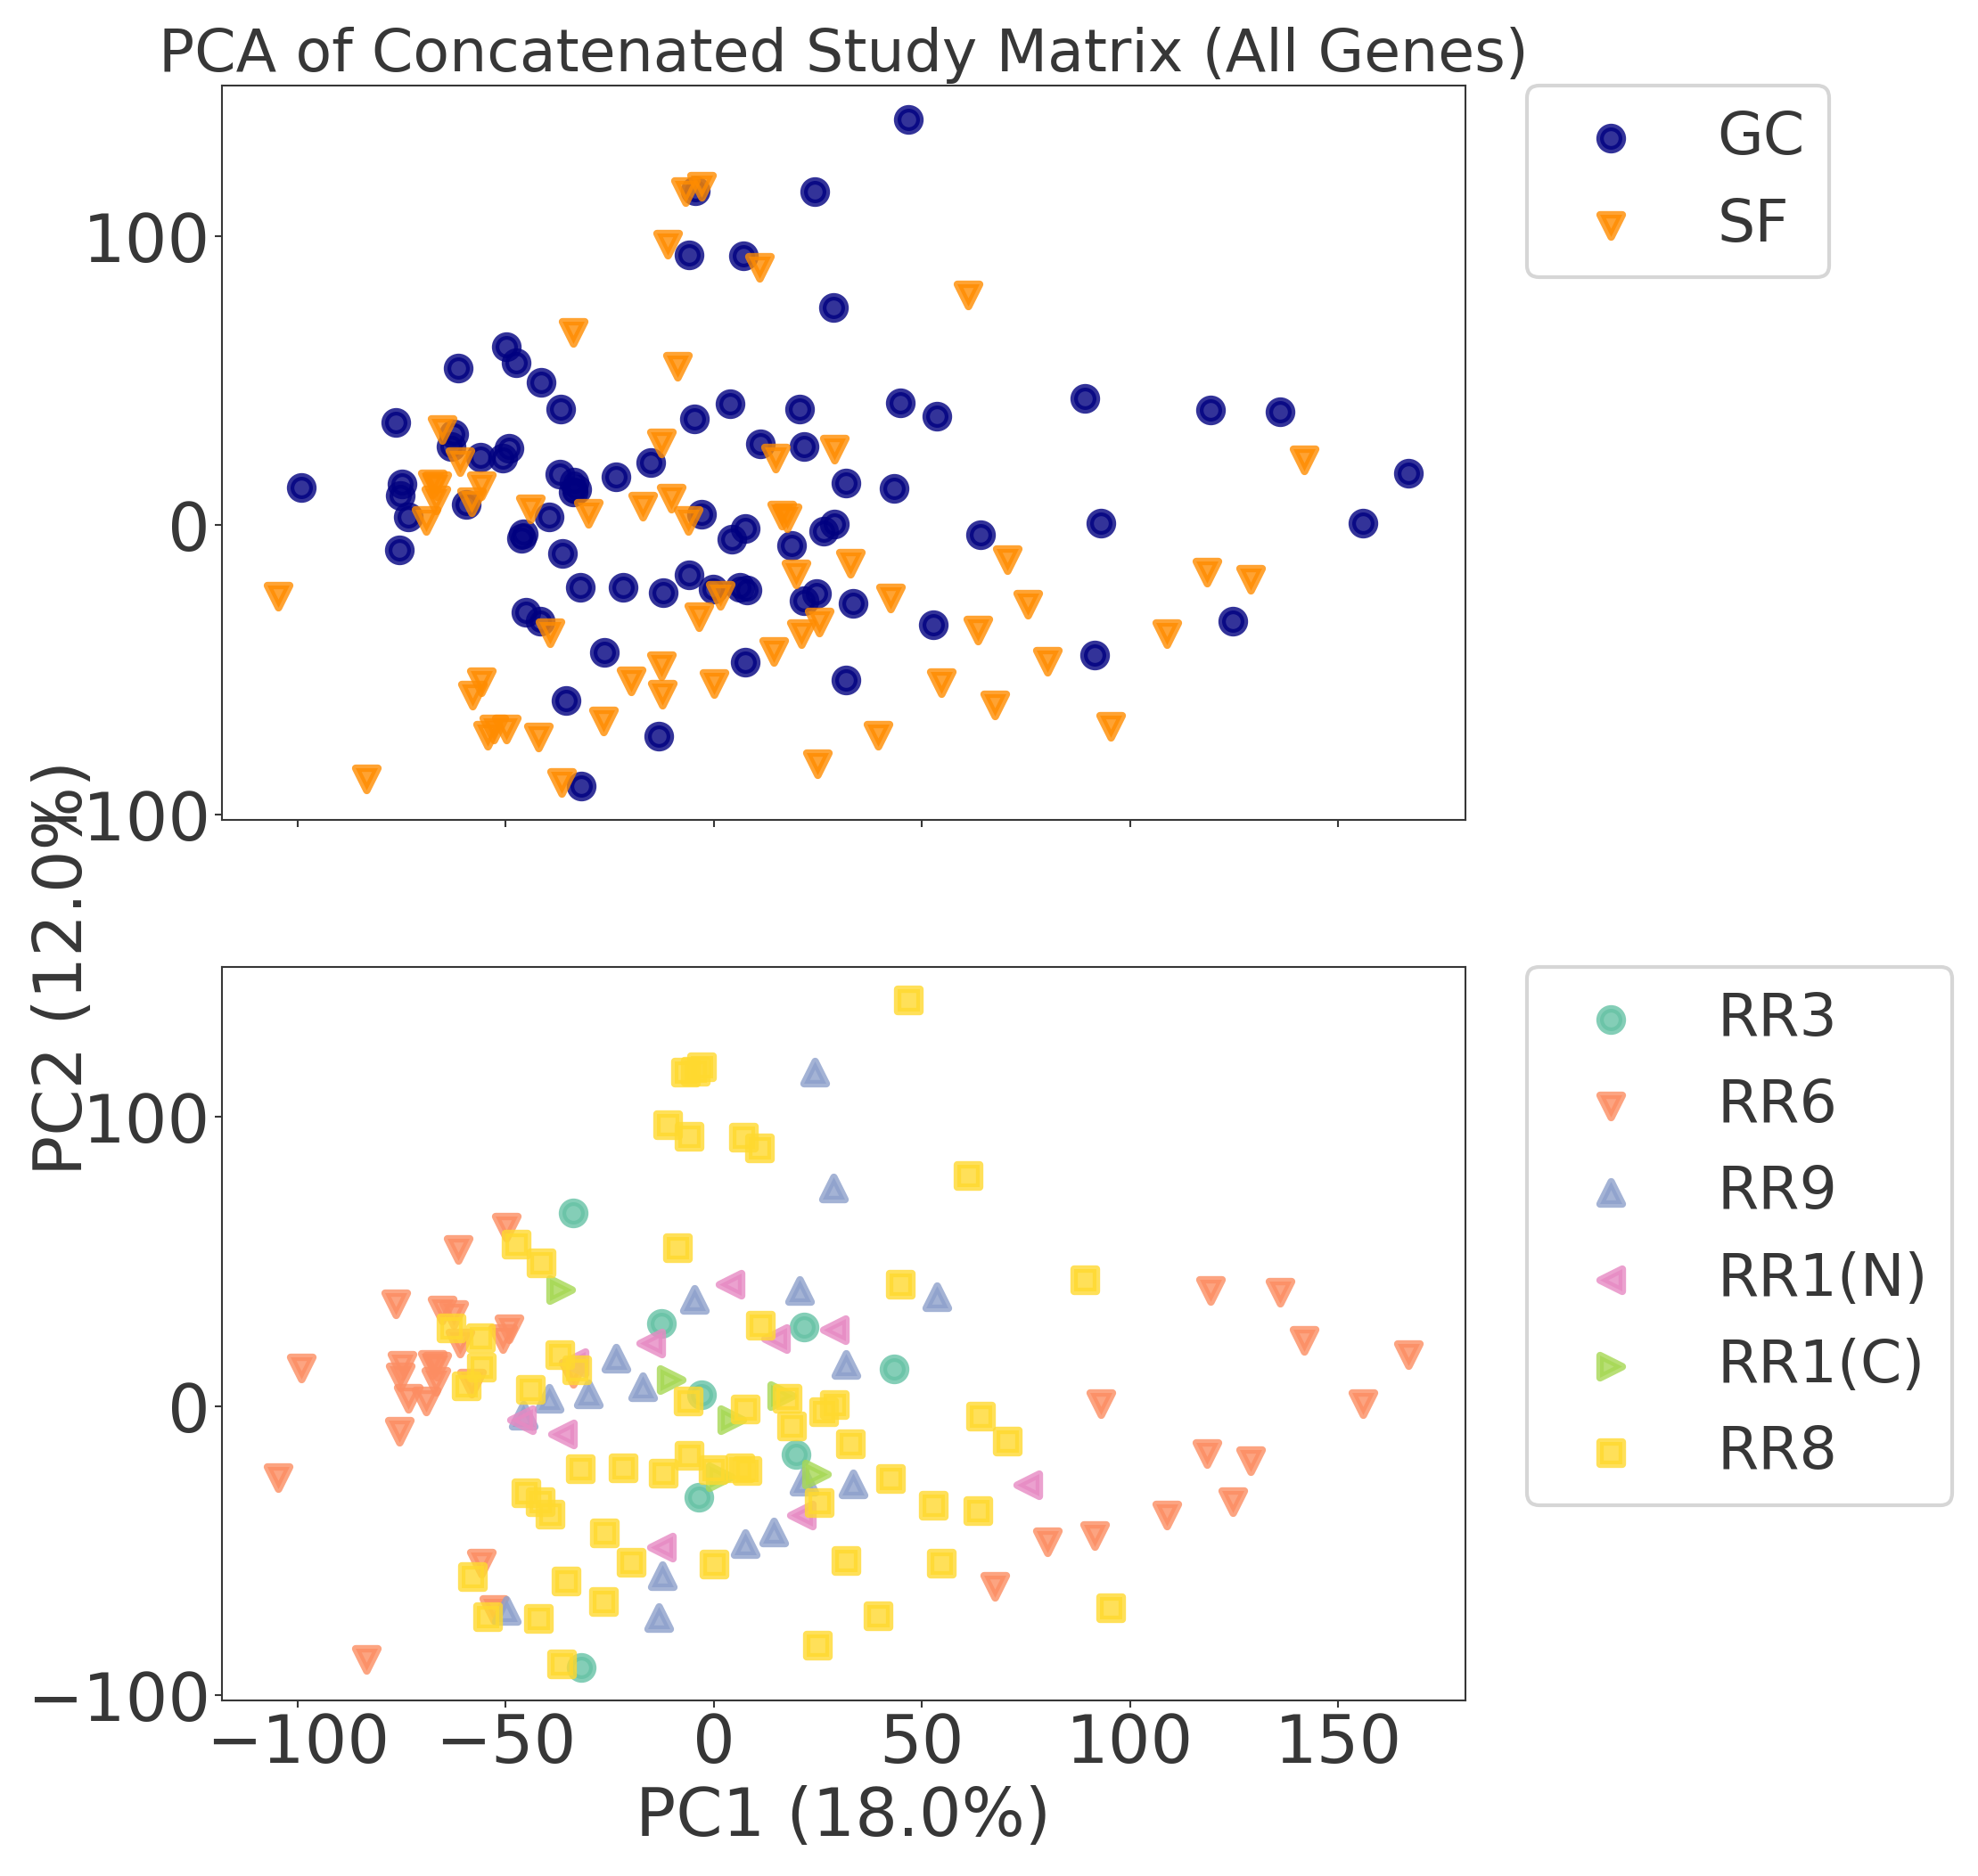 PCA of Concatenated Study Matrix (All Genes)
100
0
100
GC
SF
PC2 (12.0%)
100
0
−100
−100 −50 0 50 100 150
PC1 (18.0%)
RR3
RR6
RR9
RR1(N)
RR1(C)
RR8